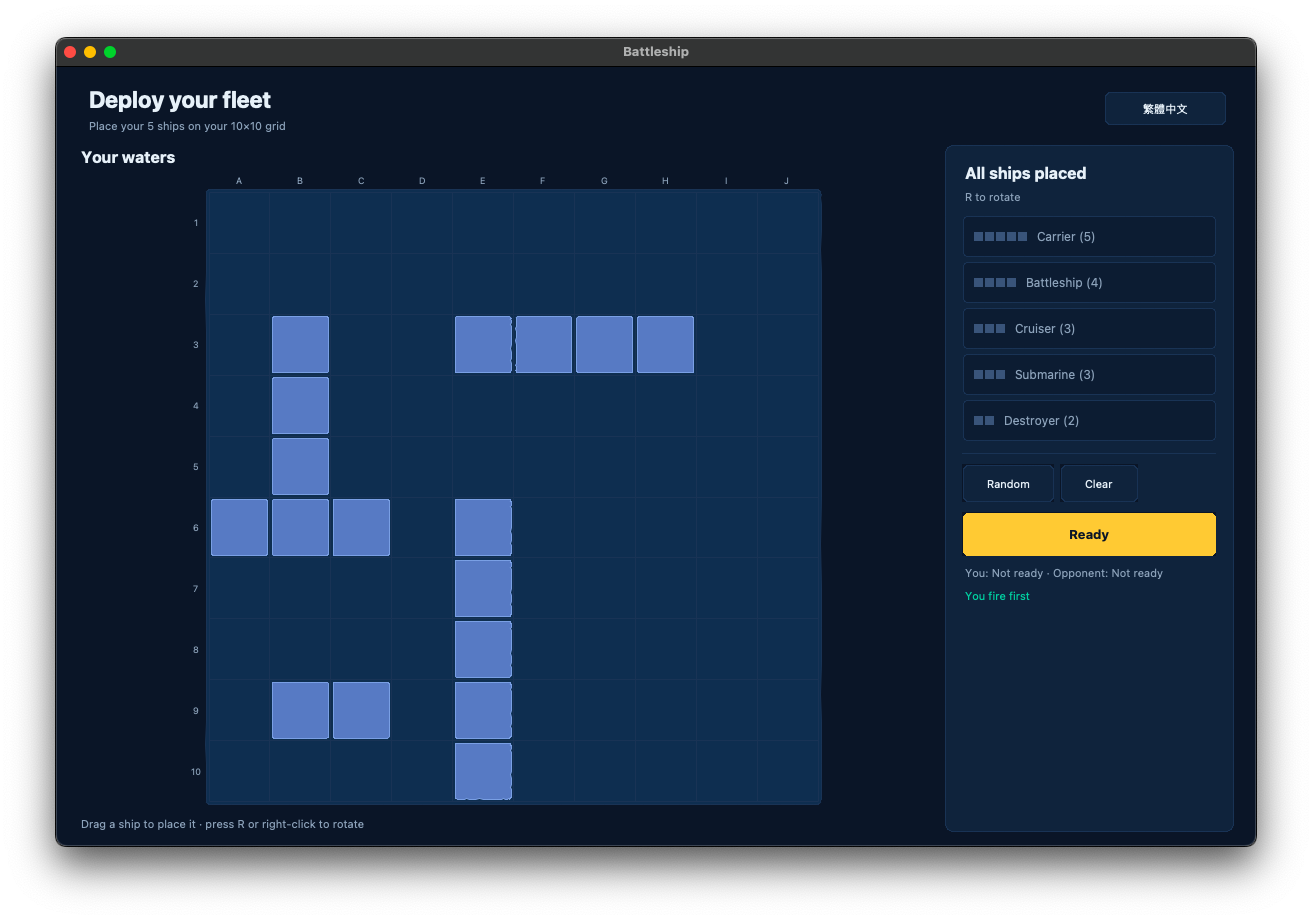 Battleship
Deploy your fleet
Place your 5 ships on your 10×10 grid
繁體中文
Your waters
A B C D E F G H I J
1
2
3
4
5
6
7
8
9
10
Drag a ship to place it · press R or right-click to rotate
All ships placed
R to rotate
Carrier (5)
Battleship (4)
Cruiser (3)
Submarine (3)
Destroyer (2)
Random Clear
Ready
You: Not ready · Opponent: Not ready
You fire first